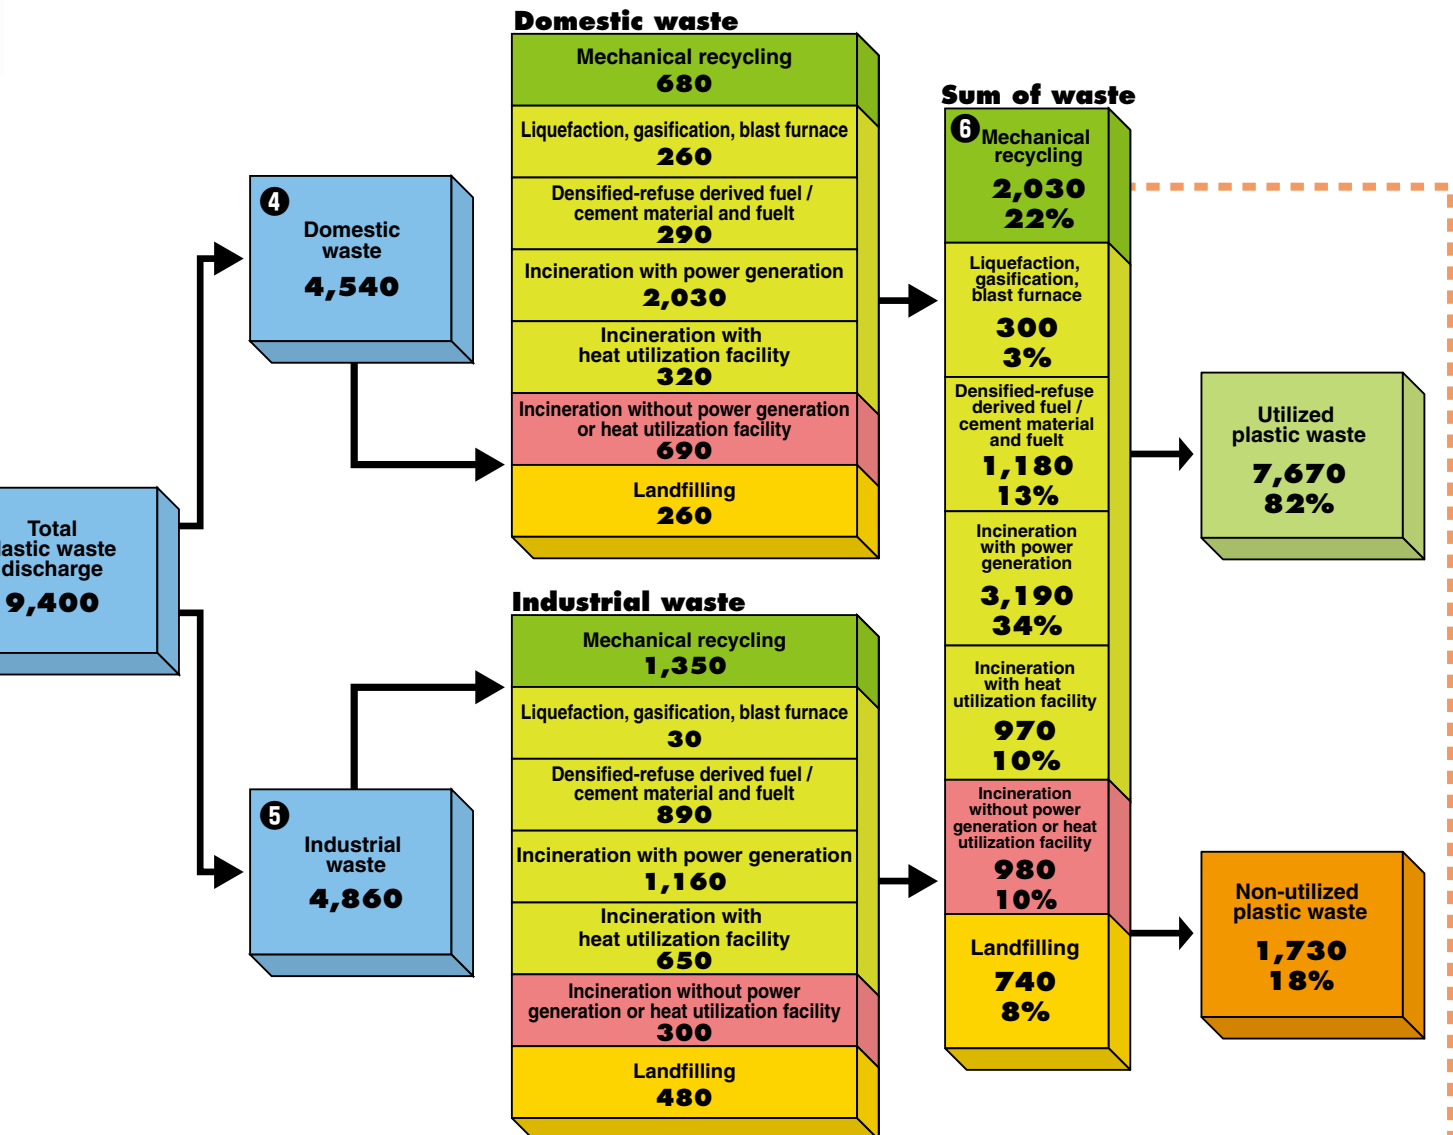 Total
plastic waste
discharge
9,400
4
Domestic
waste
4,540
5
Industrial
waste
4,860
Domestic waste
Mechanical recycling
680
Liquefaction, gasification, blast furnace
260
Densified-refuse derived fuel /
cement material and fuelt
290
Incineration with power generation
2,030
Incineration with
heat utilization facility
320
Incineration without power generation
or heat utilization facility
690
Landfilling
260
Industrial waste
Mechanical recycling
1,350
Liquefaction, gasification, blast furnace
30
Densified-refuse derived fuel /
cement material and fuelt
890
Incineration with power generation
1,160
Incineration with
heat utilization facility
650
Incineration without power
generation or heat utilization facility
300
Landfilling
480
Sum of waste
6
Mechanical
recycling
2,030
22%
Liquefaction,
gasification,
blast furnace
300
3%
Densified-refuse
derived fuel /
cement material
and fuelt
1,180
13%
Incineration
with power
generation
3,190
34%
Incineration
with heat
utilization facility
970
10%
Incineration
without power
generation or heat
utilization facility
980
10%
Landfilling
740
8%
Utilized
plastic waste
7,670
82%
Non-utilized
plastic waste
1,730
18%